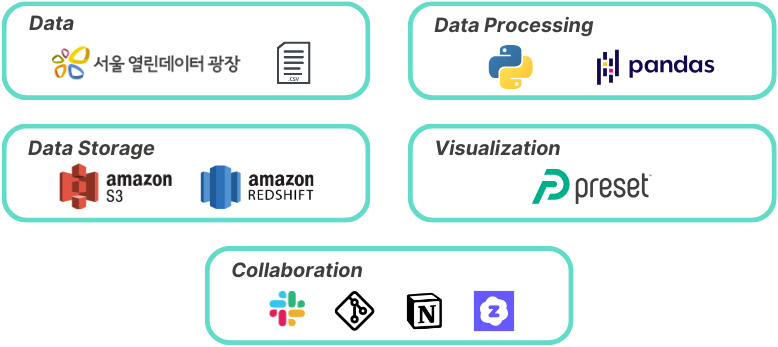 Data
서울 열린데이터 광장
.csv
Data Processing
pandas
Data Storage
amazon
S3
amazon
REDSHIFT
Visualization
preset
Collaboration
N
z